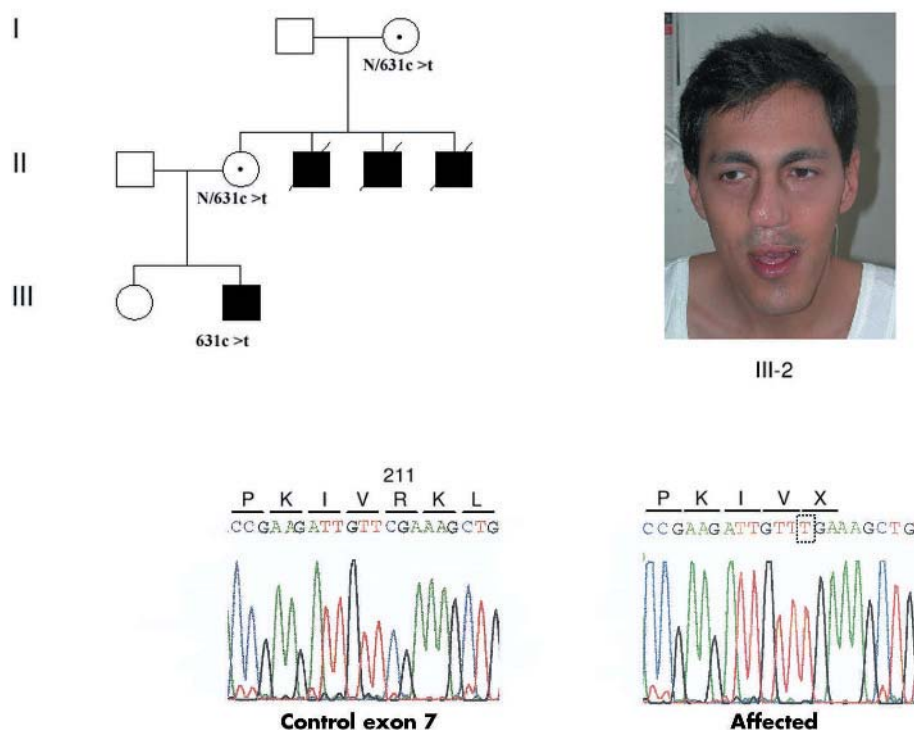 I
N/631c >t
II
N/631c >t
III
631c >t
III-2
211
P K I V R K L
CCGAAGATTGTTCGAAAGCTG
Control exon 7
P K I V X
CCGAAGATTGTTTGAAAGCTG
Affected